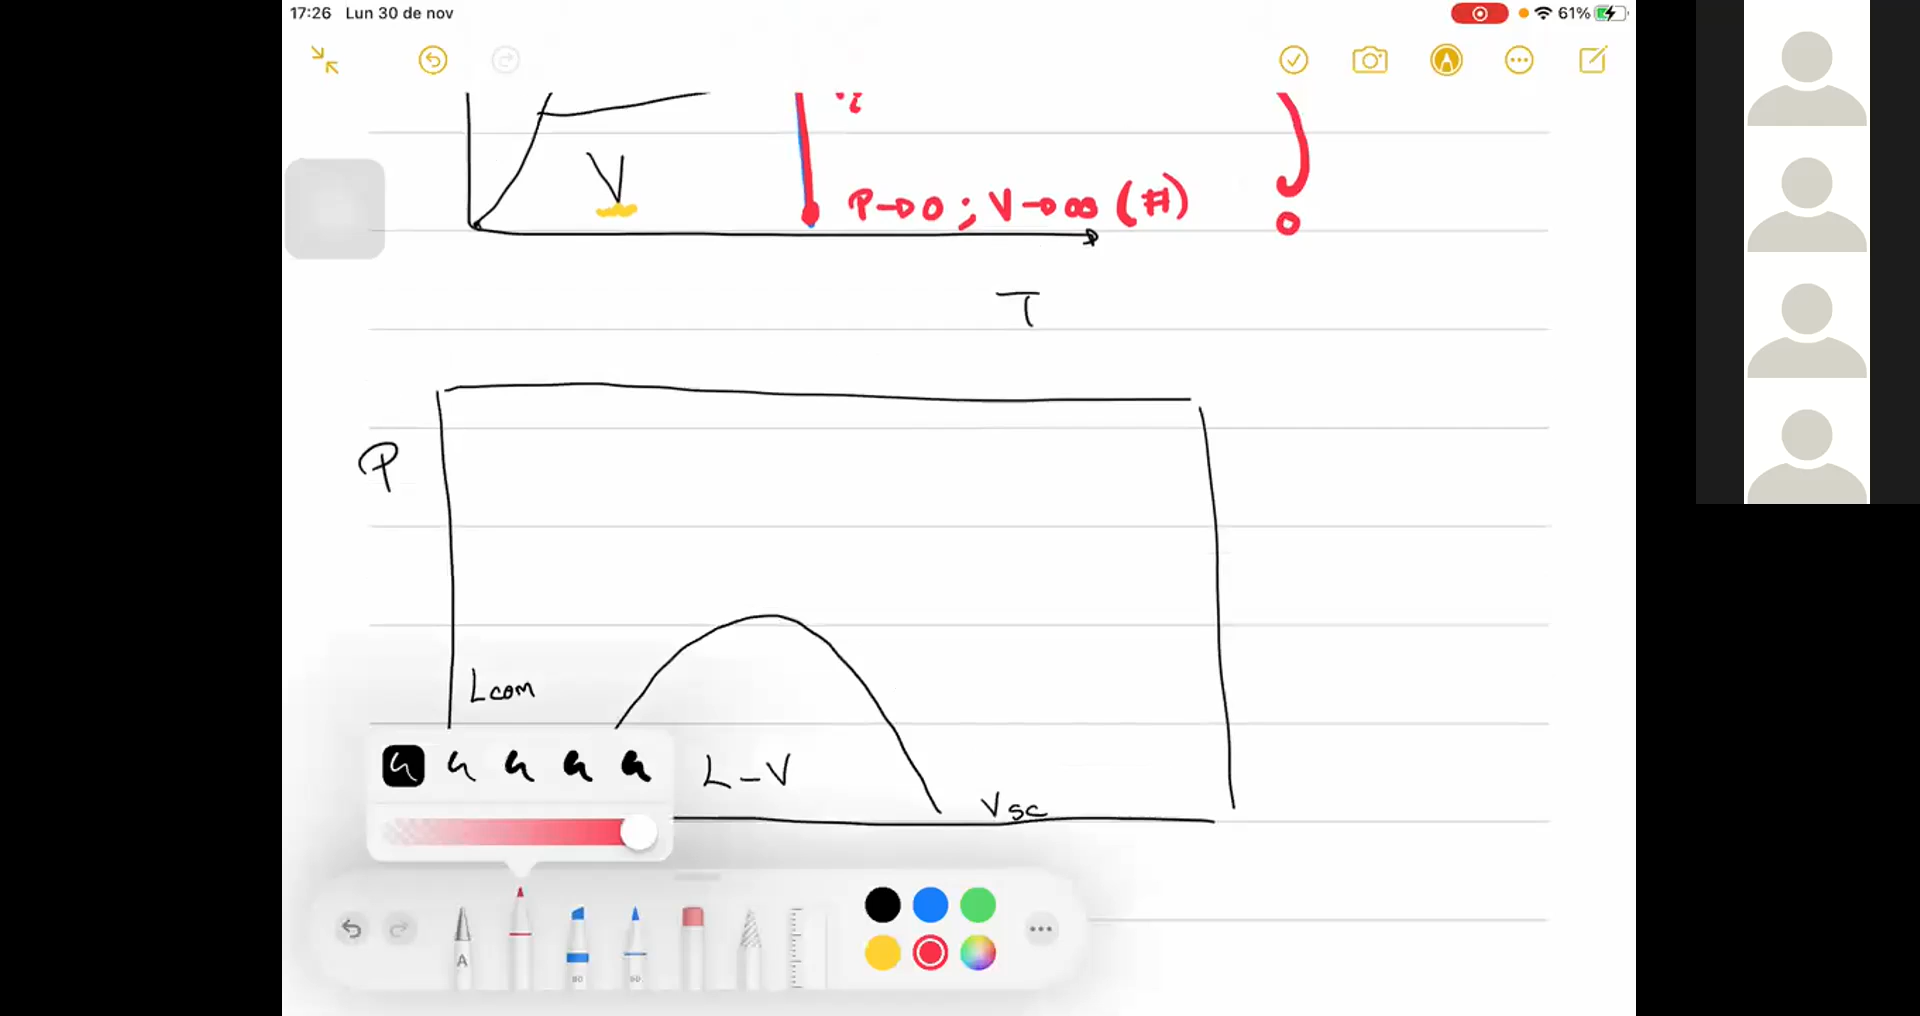 17:26 Lun 30 de nov 61%
V
P→0 ; V→∞ (#)
T
P
Lcom
L-V
Vsc
A